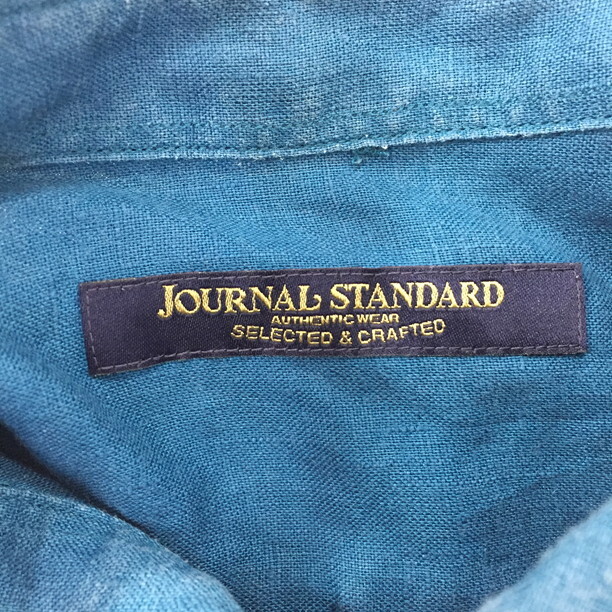 JOURNAL STANDARD
AUTHENTIC WEAR
SELECTED & CRAFTED